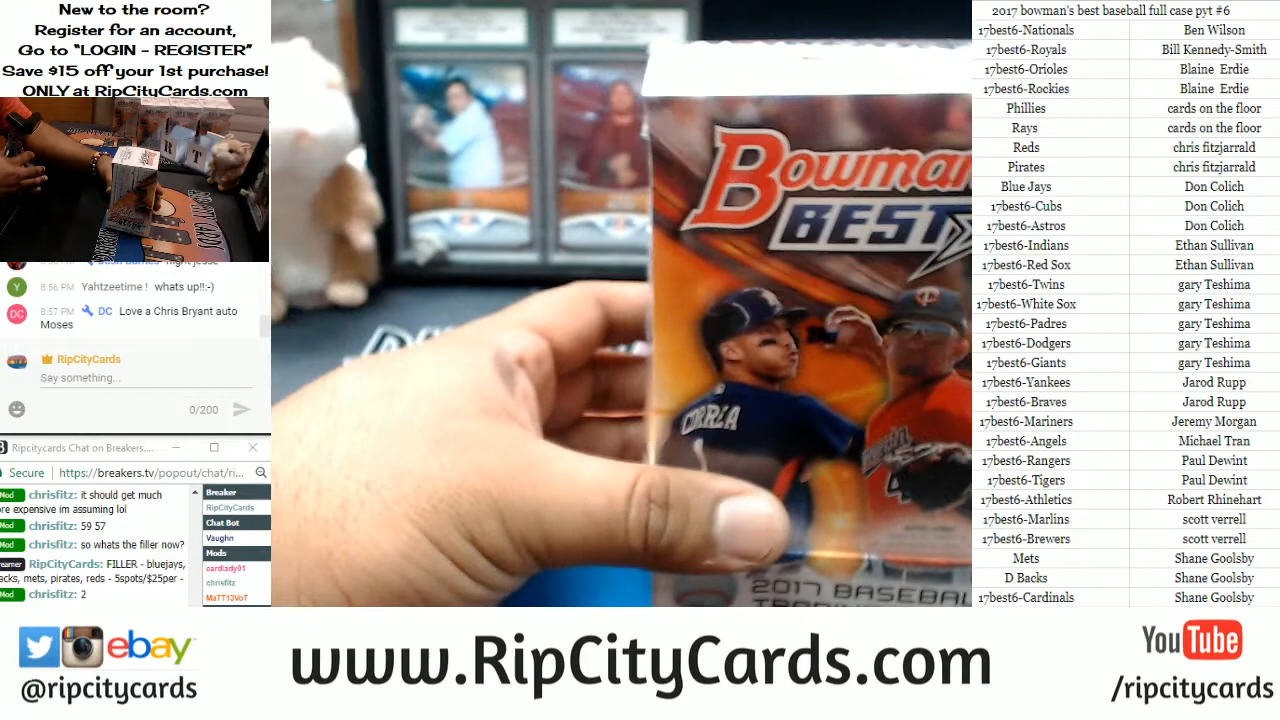 New to the room?
Register for an account,
Go to "LOGIN - REGISTER"
Save $15 off your 1st purchase!
ONLY at RipCityCards.com
R T
Yahtzeetime ! whats up!!:-)
8:56 PM
8:57 PM DC Love a Chris Bryant auto
Moses
RipCityCards
Say something...
0/200
Ripcitycards Chat on Breakers....
Secure https://breakers.tv/popout/chat/ri...
Mod chrisfitz: it should get much
ore expensive im assuming lol
Mod chrisfitz: 59 57
Mod chrisfitz: so whats the filler now?
eamer RipCityCards: FILLER - bluejays,
acks, mets, pirates, reds - 5spots/$25per -
Mod chrisfitz: 2
Breaker
RipCityCards
Chat Bot
Vaughn
Mods
cardlady01
chrisfitz
MaTT13VoT
BOWMAN
BEST
CORREA
2017 BASEBAL
2017 bowman's best baseball full case pyt #6
17best6-Nationals Ben Wilson
17best6-Royals Bill Kennedy-Smith
17best6-Orioles Blaine Erdie
17best6-Rockies Blaine Erdie
Phillies cards on the floor
Rays cards on the floor
Reds chris fitzjarrald
Pirates chris fitzjarrald
Blue Jays Don Colich
17best6-Cubs Don Colich
17best6-Astros Don Colich
17best6-Indians Ethan Sullivan
17best6-Red Sox Ethan Sullivan
17best6-Twins gary Teshima
17best6-White Sox gary Teshima
17best6-Padres gary Teshima
17best6-Dodgers gary Teshima
17best6-Giants gary Teshima
17best6-Yankees Jarod Rupp
17best6-Braves Jarod Rupp
17best6-Mariners Jeremy Morgan
17best6-Angels Michael Tran
17best6-Rangers Paul Dewint
17best6-Tigers Paul Dewint
17best6-Athletics Robert Rhinehart
17best6-Marlins scott verrell
17best6-Brewers scott verrell
Mets Shane Goolsby
D Backs Shane Goolsby
17best6-Cardinals Shane Goolsby
ebay
@ripcitycards
www.RipCityCards.com
YouTube
/ripcitycards